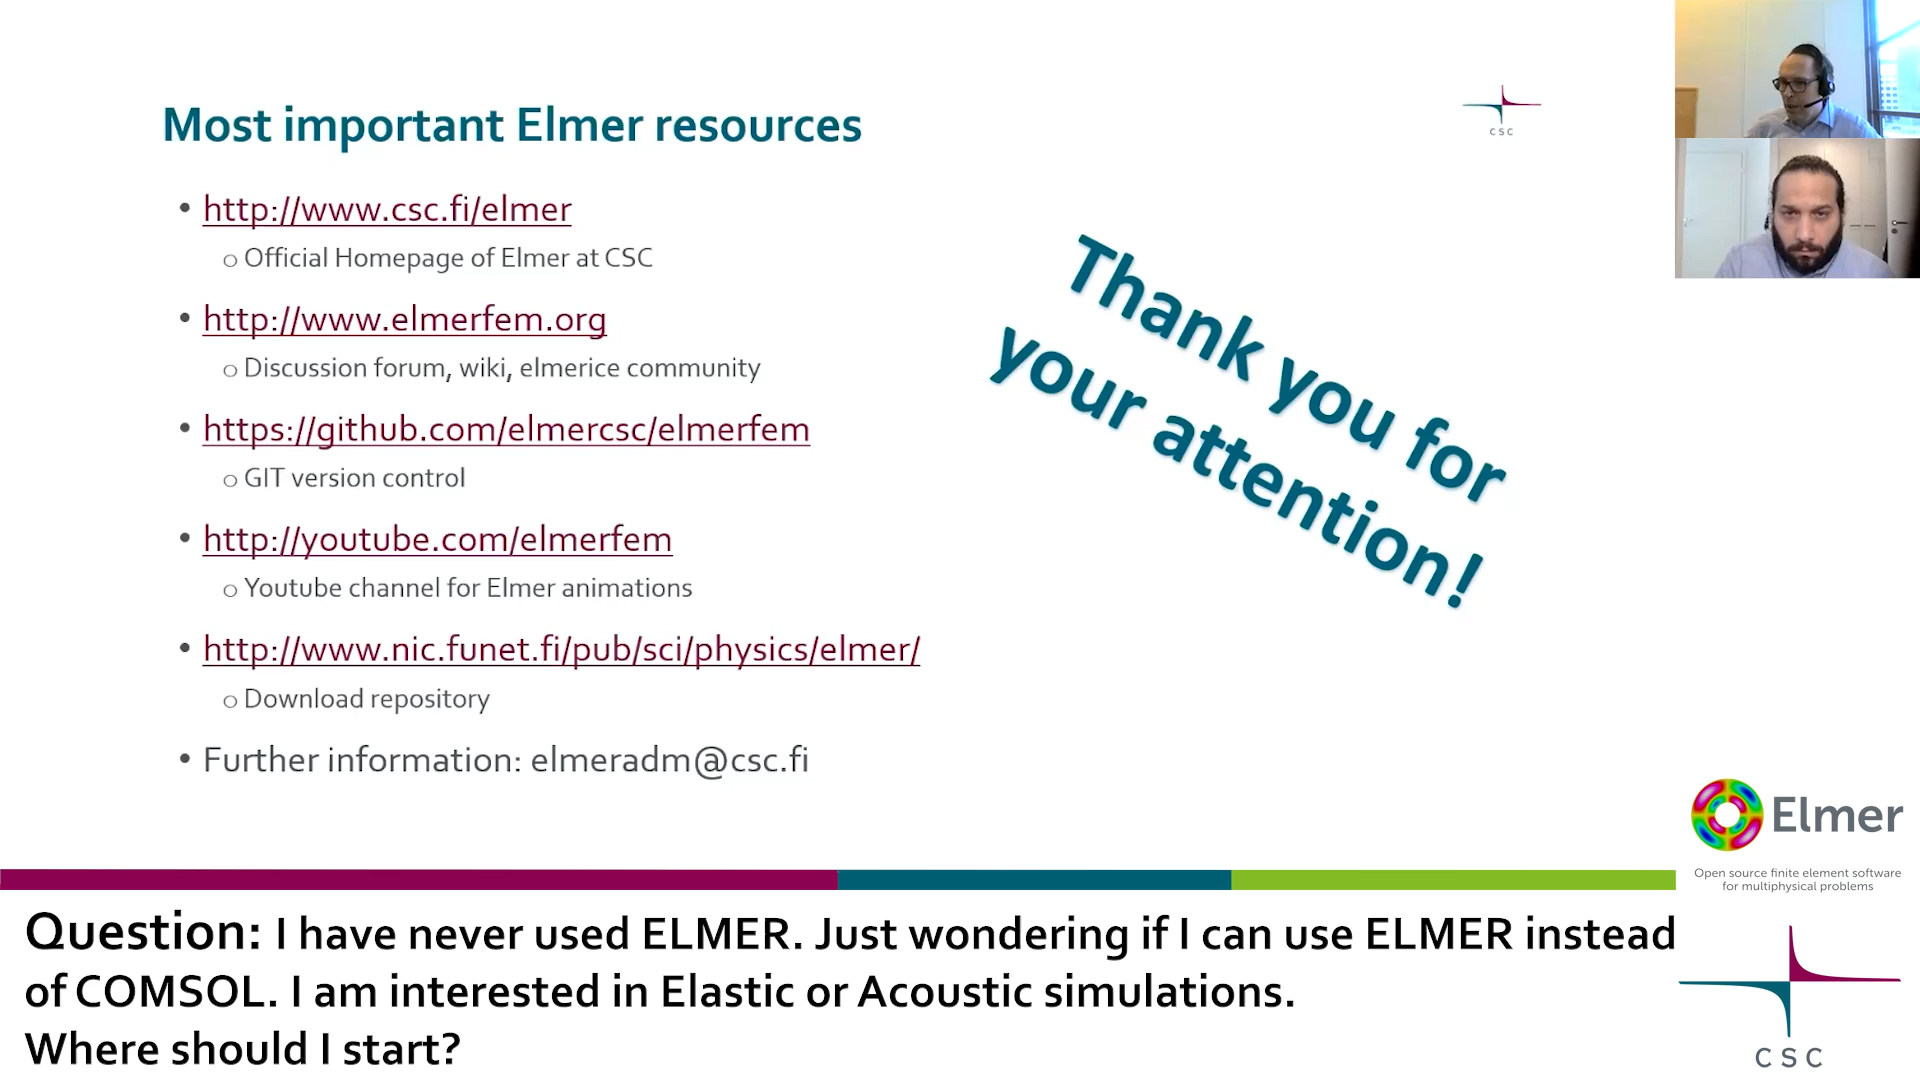 Most important Elmer resources
CSC
• http://www.csc.fi/elmer
o Official Homepage of Elmer at CSC
• http://www.elmerfem.org
o Discussion forum, wiki, elmerice community
• https://github.com/elmercsc/elmerfem
o GIT version control
• http://youtube.com/elmerfem
o Youtube channel for Elmer animations
• http://www.nic.funet.fi/pub/sci/physics/elmer/
o Download repository
• Further information: elmeradm@csc.fi
Thank you for
your attention!
Elmer
Open source finite element software
for multiphysical problems
Question: I have never used ELMER. Just wondering if I can use ELMER instead
of COMSOL. I am interested in Elastic or Acoustic simulations.
Where should I start?
CSC